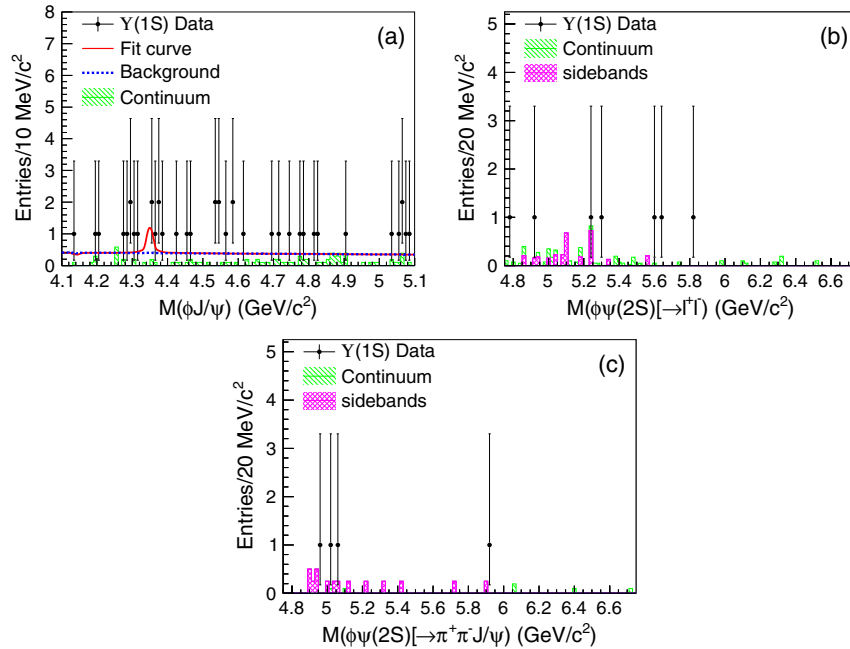 Entries/10 MeV/c²
8
7
6
5
4
3
2
1
0
ϒ(1S) Data
Fit curve
Background
Continuum
(a)
4.1 4.2 4.3 4.4 4.5 4.6 4.7 4.8 4.9 5 5.1
M(ϕJ/ψ) (GeV/c²)
Entries/20 MeV/c²
5
4
3
2
1
0
ϒ(1S) Data
Continuum
sidebands
(b)
4.8 5 5.2 5.4 5.6 5.8 6 6.2 6.4 6.6
M(ϕψ(2S)[→l⁺l⁻) (GeV/c²)
Entries/20 MeV/c²
5
4
3
2
1
0
ϒ(1S) Data
Continuum
sidebands
(c)
4.8 5 5.2 5.4 5.6 5.8 6 6.2 6.4 6.6
M(ϕψ(2S)[→π⁺π⁻J/ψ) (GeV/c²)